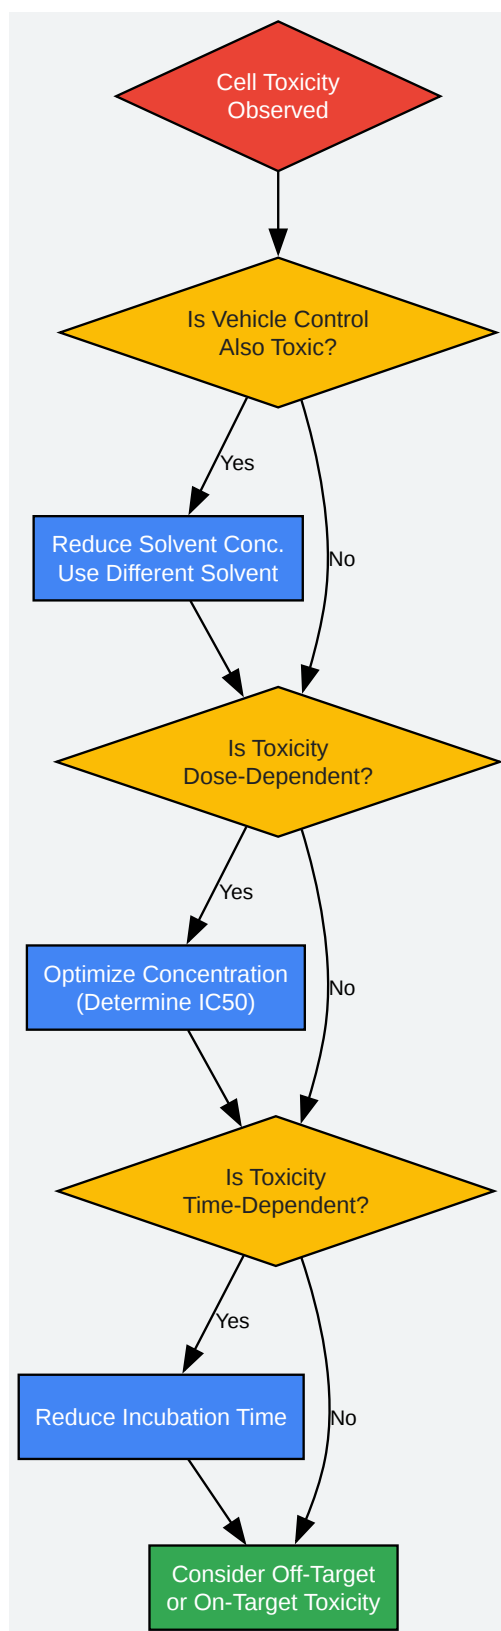 Cell Toxicity
Observed
Is Vehicle Control
Also Toxic?
Yes
Reduce Solvent Conc.
Use Different Solvent
No
Is Toxicity
Dose-Dependent?
Yes
Optimize Concentration
(Determine IC50)
No
Is Toxicity
Time-Dependent?
Yes
Reduce Incubation Time
No
Consider Off-Target
or On-Target Toxicity